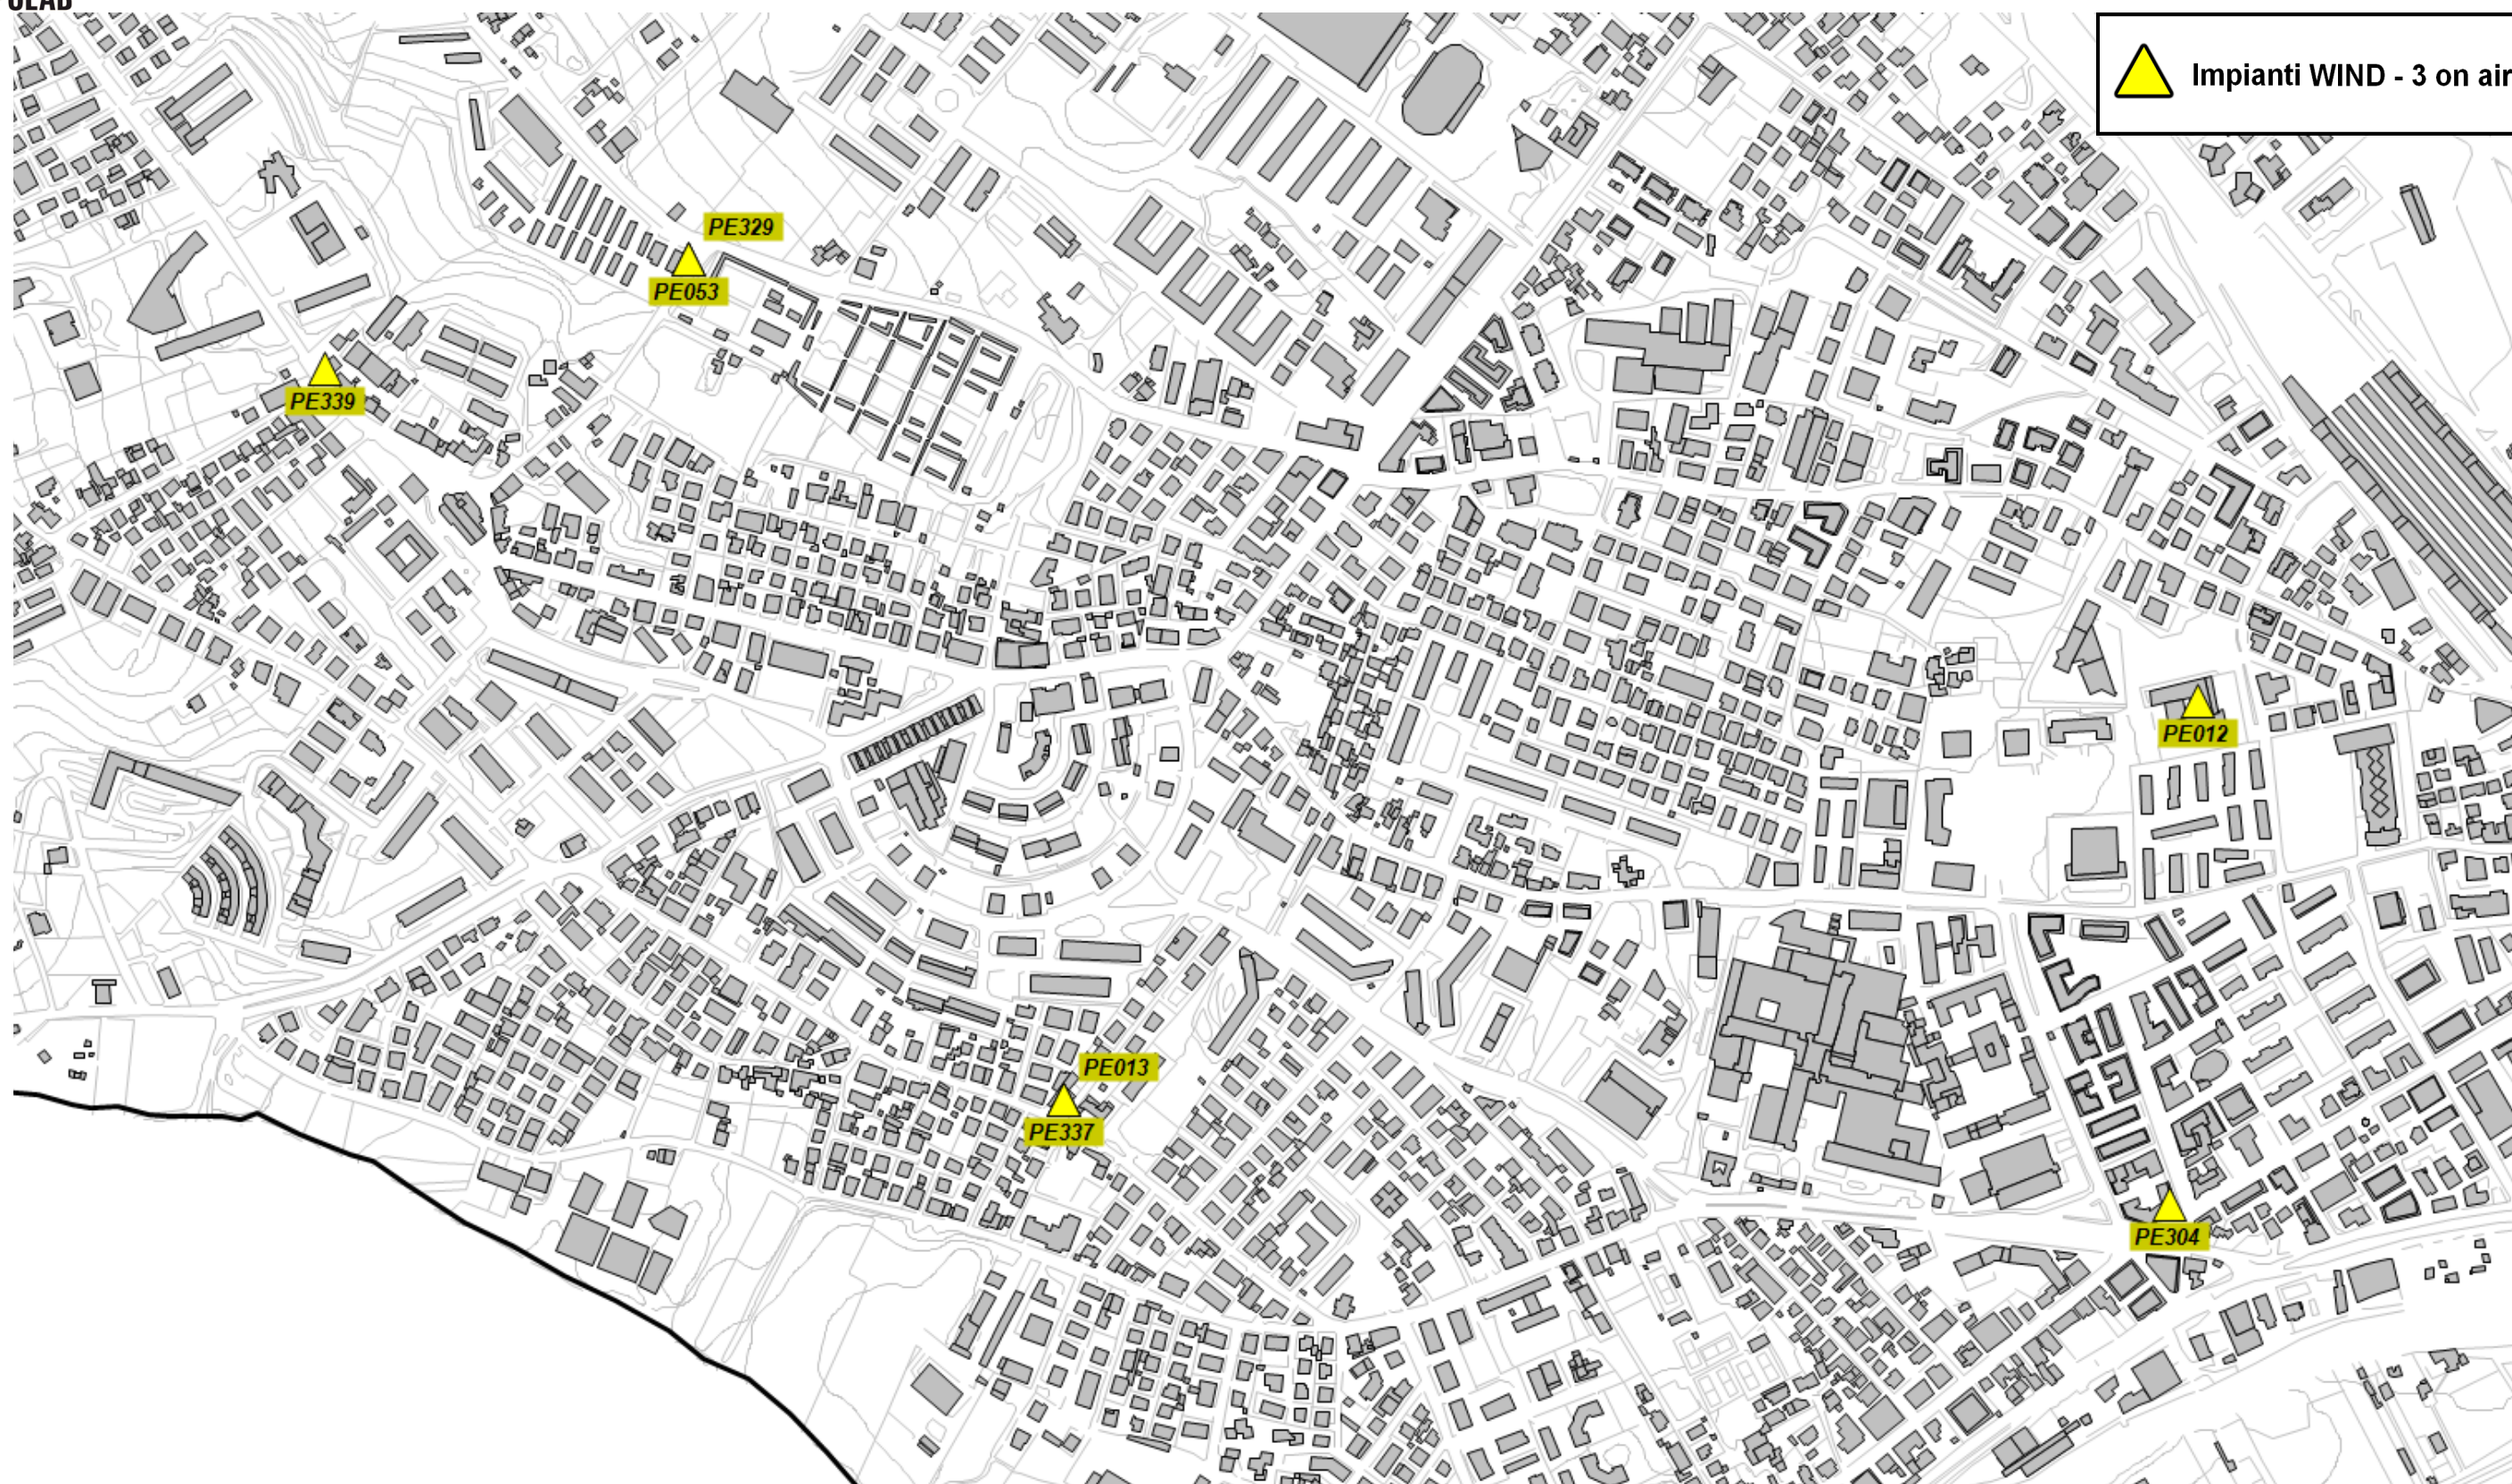 Impianti WIND - 3 on air
PE329
PE053
PE339
PE012
PE013
PE337
PE304